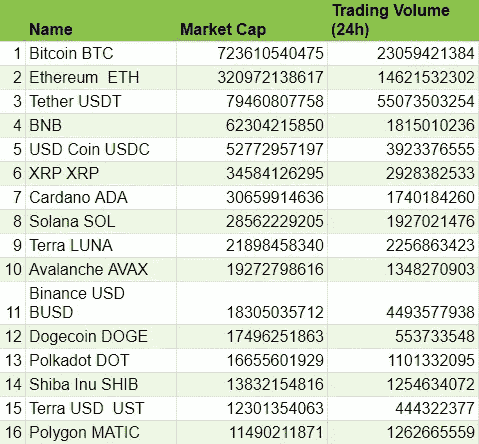 Name Market Cap Trading Volume (24h)
1 Bitcoin BTC 723610540475 23059421384
2 Ethereum ETH 320972138617 14621532302
3 Tether USDT 79460807758 55073503254
4 BNB 62304215850 1815010236
5 USD Coin USDC 52772957197 3923376555
6 XRP XRP 34584126295 2928382533
7 Cardano ADA 30659914636 1740184260
8 Solana SOL 28562229205 1927021476
9 Terra LUNA 21898458340 2256863423
10 Avalanche AVAX 19272798616 1348270903
11 Binance USD BUSD 18305035712 4493577938
12 Dogecoin DOGE 17496251863 553733548
13 Polkadot DOT 16655601929 1101332095
14 Shiba Inu SHIB 13832154816 1254634072
15 Terra USD UST 12301354063 444322377
16 Polygon MATIC 11490211871 1262665559